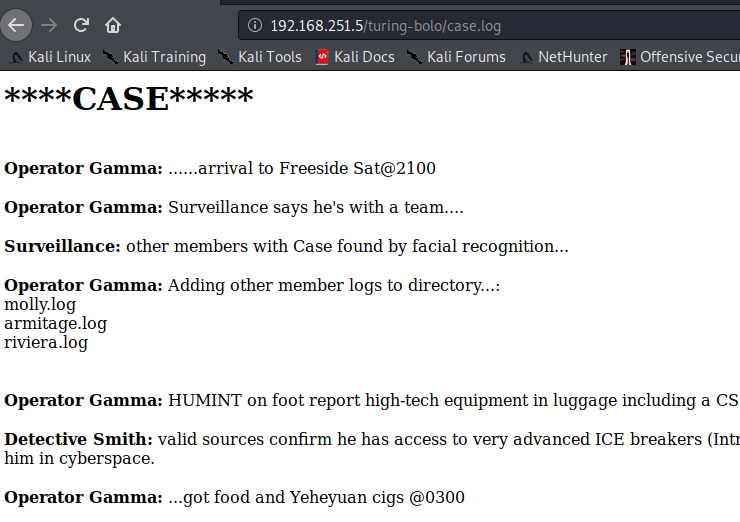 192.168.251.5/turing-bolo/case.log
Kali Linux Kali Training Kali Tools Kali Docs Kali Forums NetHunter Offensive Secu
****CASE*****
Operator Gamma: ......arrival to Freeside Sat@2100
Operator Gamma: Surveillance says he's with a team....
Surveillance: other members with Case found by facial recognition...
Operator Gamma: Adding other member logs to directory...:
molly.log
armitage.log
riviera.log
Operator Gamma: HUMINT on foot report high-tech equipment in luggage including a CS
Detective Smith: valid sources confirm he has access to very advanced ICE breakers (Intr
him in cyberspace.
Operator Gamma: ...got food and Yeheyuan cigs @0300